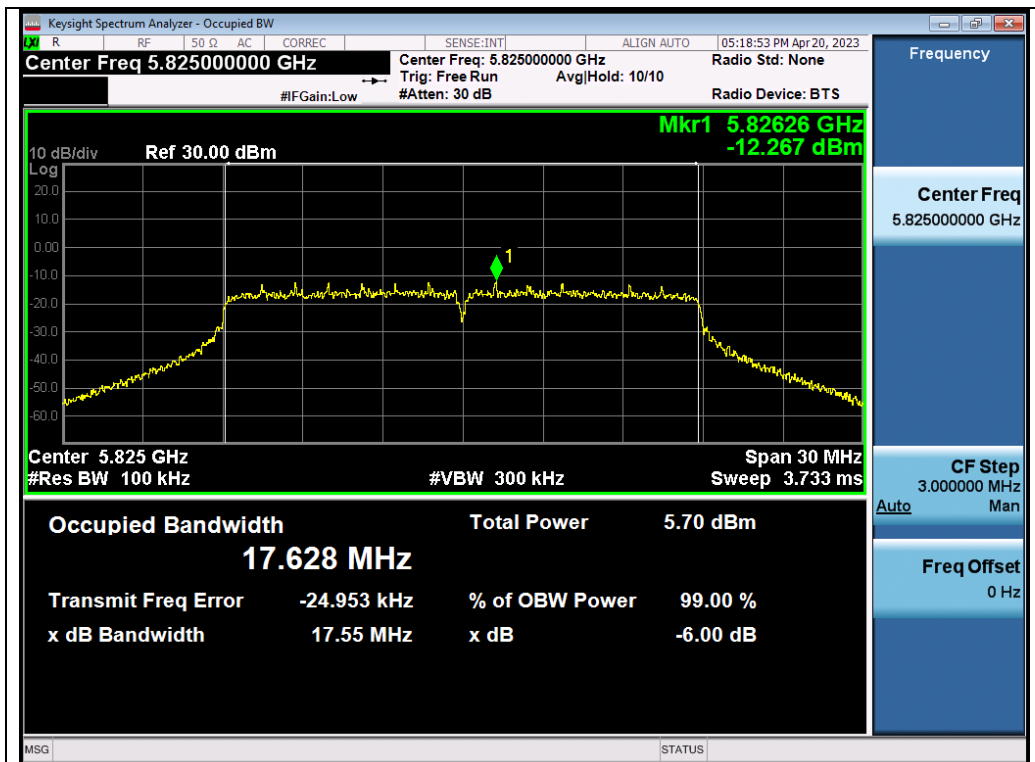 Keysight Spectrum Analyzer - Occupied BW
LXI R RF 50 Ω AC CORREC SENSE:INT ALIGN AUTO 05:18:53 PM Apr 20, 2023
Center Freq 5.825000000 GHz
Center Freq: 5.825000000 GHz
Radio Std: None
Trig: Free Run Avg|Hold: 10/10
#IFGain:Low
#Atten: 30 dB
Radio Device: BTS
Frequency
Mkr1 5.82626 GHz
-12.267 dBm
10 dB/div Ref 30.00 dBm
Log
20.0
10.0
0.00
-10.0
-20.0
-30.0
-40.0
-50.0
-60.0
1
Center 5.825 GHz Span 30 MHz
#Res BW 100 kHz #VBW 300 kHz Sweep 3.733 ms
Occupied Bandwidth Total Power 5.70 dBm
17.628 MHz
Transmit Freq Error -24.953 kHz % of OBW Power 99.00 %
x dB Bandwidth 17.55 MHz x dB -6.00 dB
Center Freq
5.825000000 GHz
CF Step
3.000000 MHz
Auto Man
Freq Offset
0 Hz
MSG STATUS